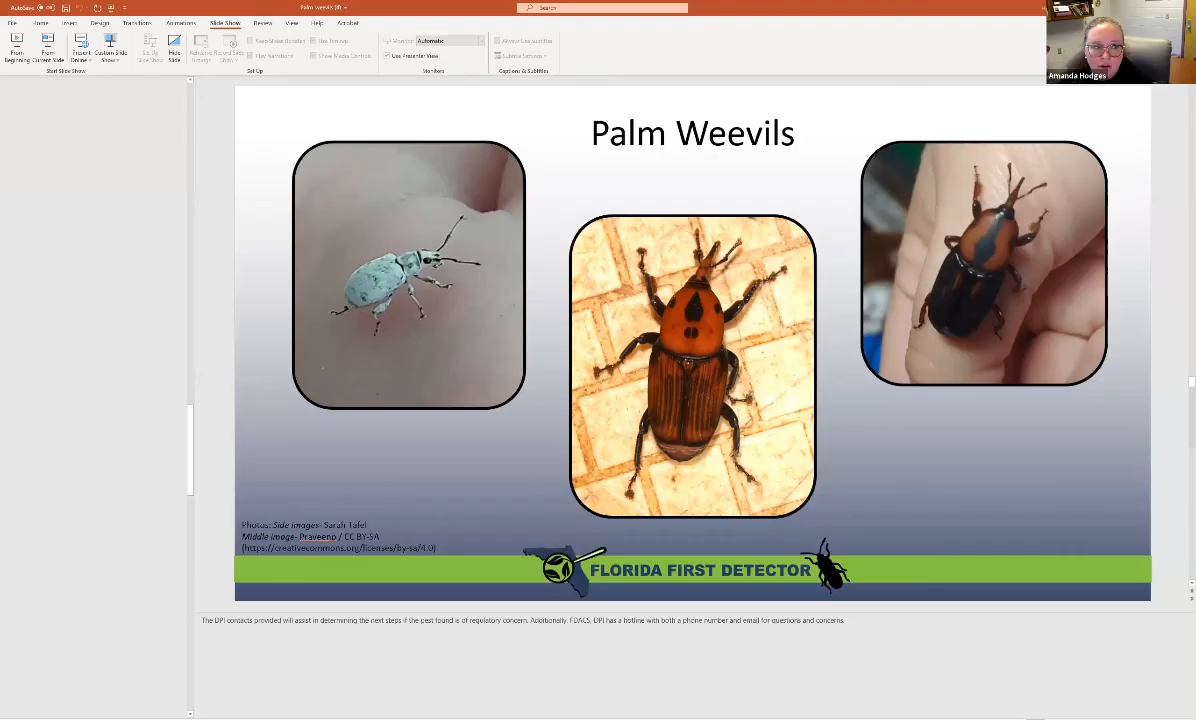 AutoSave
Off
Palm weevils (II)
Search
File
Home
Insert
Design
Transitions
Animations
Slide Show
Review
View
Help
Acrobat
From Beginning
From Current Slide
Present Online
Custom Slide Show
Set Up Slide Show
Hide Slide
Rehearse Timings
Record Slide Show
Keep Slides Updated
Play Narrations
Use Timings
Show Media Controls
Monitor:
Automatic
Use Presenter View
Always Use Subtitles
Subtitle Settings
Start Slide Show
Set Up
Monitors
Captions & Subtitles
Amanda Hodges
Palm Weevils
Photos: Side images- Sarah Tafel
Middle image- Praveenp / CC BY-SA
(https://creativecommons.org/licenses/by-sa/4.0)
FLORIDA FIRST DETECTOR
The DPI contacts provided will assist in determining the next steps if the pest found is of regulatory concern. Additionally, FDACS, DPI has a hotline with both a phone number and email for questions and concerns.